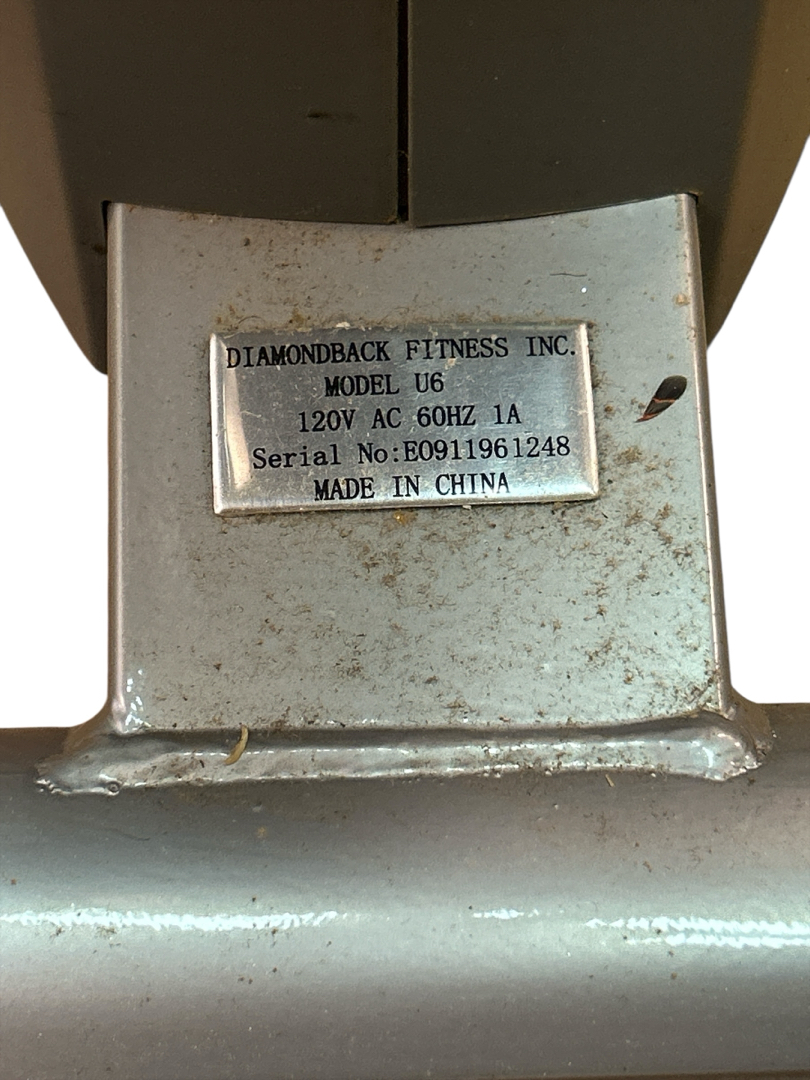 DIAMONDBACK FITNESS INC.
MODEL U6
120V AC 60HZ 1A
Serial No:E0911961248
MADE IN CHINA